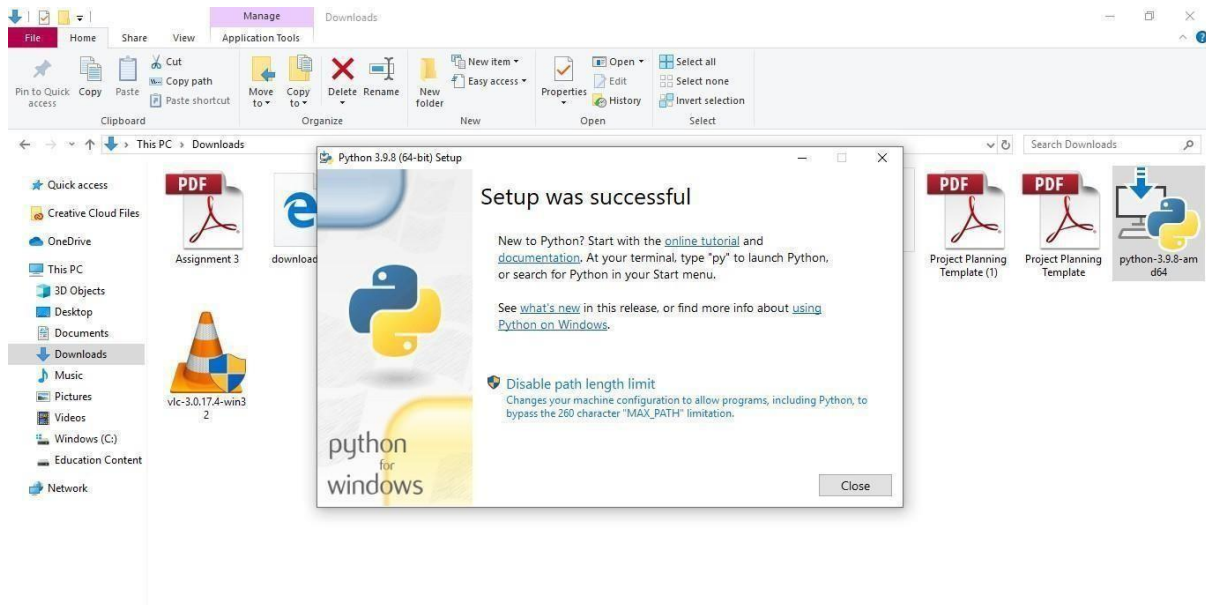 Manage
Downloads
File
Home
Share
View
Application Tools
Pin to Quick access
Copy
Paste
Cut
Copy path
Paste shortcut
Clipboard
Move to
Copy to
Delete
Rename
Organize
New folder
New item
Easy access
New
Properties
Open
Edit
History
Open
Select all
Select none
Invert selection
Select
This PC > Downloads
Search Downloads
Quick access
Creative Cloud Files
OneDrive
This PC
3D Objects
Desktop
Documents
Downloads
Music
Pictures
Videos
Windows (C:)
Education Content
Network
PDF
Assignment 3
download
vlc-3.0.17.4-win3
2
Python 3.9.8 (64-bit) Setup
Setup was successful
New to Python? Start with the online tutorial and
documentation. At your terminal, type "py" to launch Python,
or search for Python in your Start menu.
See what's new in this release, or find more info about using
Python on Windows.
Disable path length limit
Changes your machine configuration to allow programs, including Python, to
bypass the 260 character "MAX_PATH" limitation.
python
for
windows
Close
PDF
Project Planning
Template (1)
PDF
Project Planning
Template
python-3.9.8-am
d64